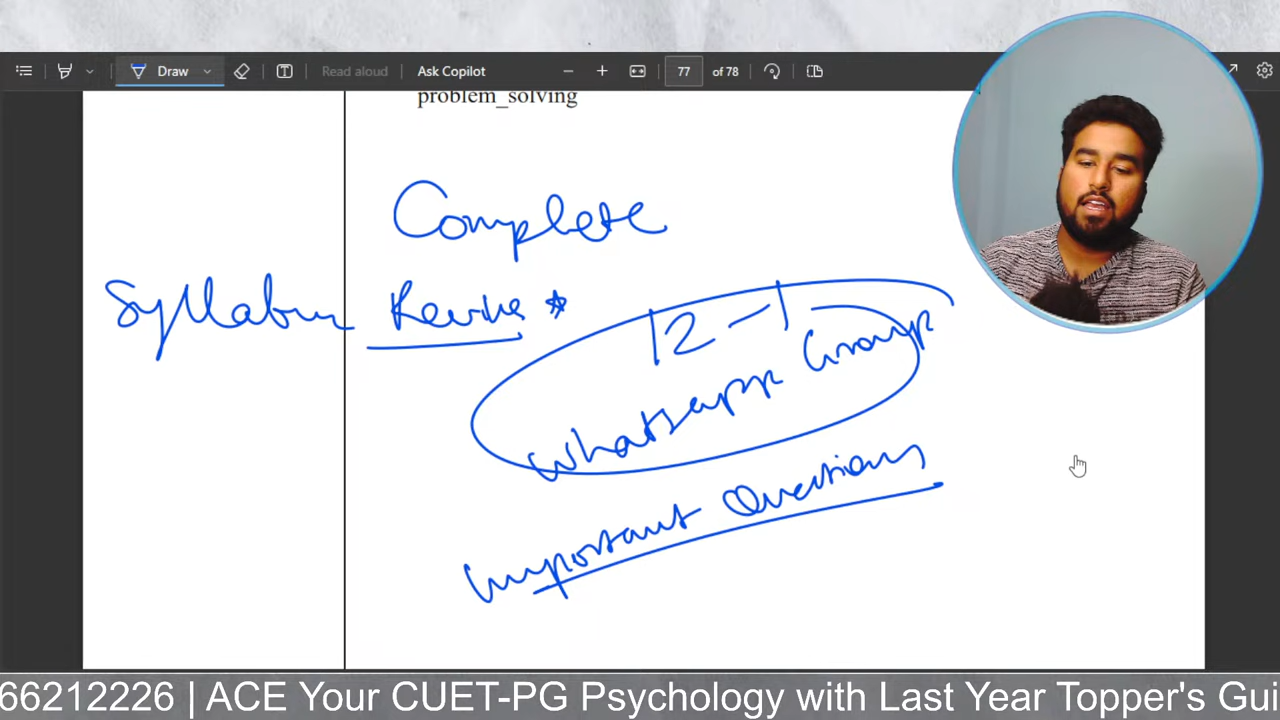 Draw
Read aloud
Ask Copilot
77 of 78
problem_solving
Complete
Syllabus Revise
12-1
Whatsapp Group
Important Questions
66212226 | ACE Your CUET-PG Psychology with Last Year Topper's Gui